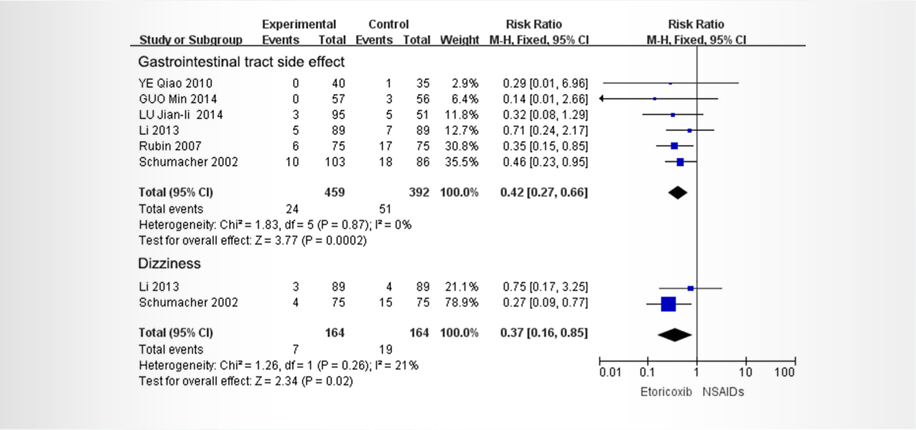 Experimental Control Risk Ratio Risk Ratio
Study or Subgroup Events Total Events Total Weight M-H, Fixed, 95% CI M-H, Fixed, 95% CI
Gastrointestinal tract side effect
YE Qiao 2010 0 40 1 35 2.9% 0.29 [0.01, 6.96]
GUO Min 2014 0 57 3 56 6.4% 0.14 [0.01, 2.66]
LU Jian-li 2014 3 95 5 51 11.8% 0.32 [0.08, 1.29]
Li 2013 5 89 7 89 12.7% 0.71 [0.24, 2.17]
Rubin 2007 6 75 17 75 30.8% 0.35 [0.15, 0.85]
Schumacher 2002 10 103 18 86 35.5% 0.46 [0.23, 0.95]
Total (95% CI) 459 392 100.0% 0.42 [0.27, 0.66]
Total events 24 51
Heterogeneity: Chi² = 1.83, df = 5 (P = 0.87); I² = 0%
Test for overall effect: Z = 3.77 (P = 0.0002)
Dizziness
Li 2013 3 89 4 89 21.1% 0.75 [0.17, 3.25]
Schumacher 2002 4 75 15 75 78.9% 0.27 [0.09, 0.77]
Total (95% CI) 164 164 100.0% 0.37 [0.16, 0.85]
Total events 7 19
Heterogeneity: Chi² = 1.26, df = 1 (P = 0.26); I² = 21%
Test for overall effect: Z = 2.34 (P = 0.02)
0.01 0.1 1 10 100
Etoricoxib NSAIDs